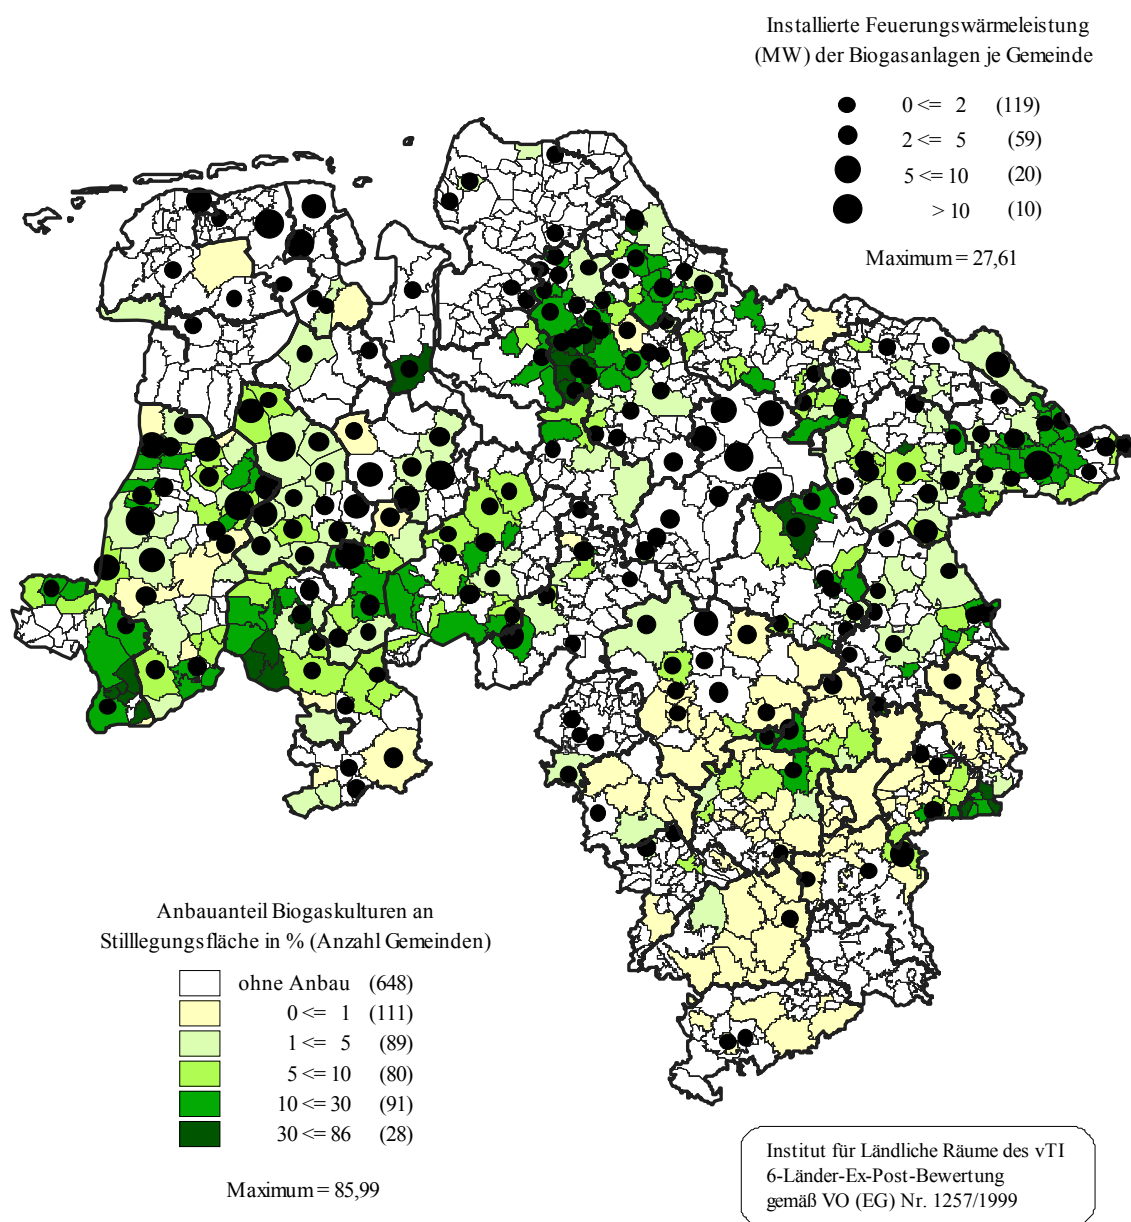 Installierte Feuerungswärmeleistung
(MW) der Biogasanlagen je Gemeinde
0 <= 2 (119)
2 <= 5 (59)
5 <= 10 (20)
> 10 (10)
Maximum = 27,61
Anbauanteil Biogaskulturen an
Stilllegungsfläche in % (Anzahl Gemeinden)
ohne Anbau (648)
0 <= 1 (111)
1 <= 5 (89)
5 <= 10 (80)
10 <= 30 (91)
30 <= 86 (28)
Maximum = 85,99
Institut für Ländliche Räume des vTI
6-Länder-Ex-Post-Bewertung
gemäß VO (EG) Nr. 1257/1999